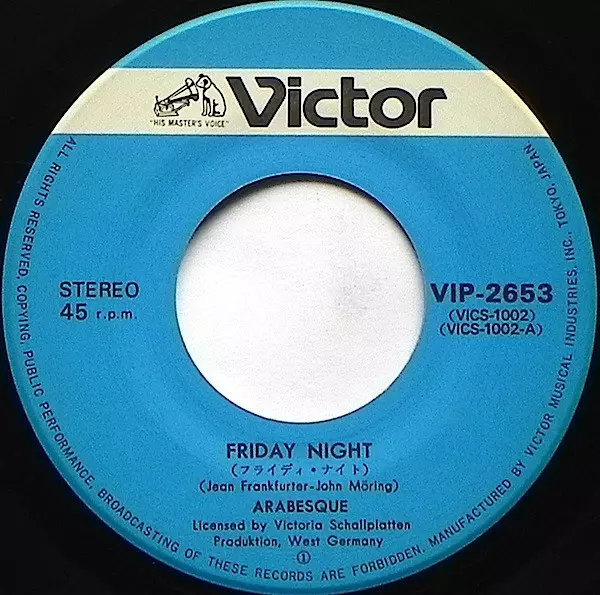 Victor
"HIS MASTER'S VOICE"
STEREO
45 r.p.m.
VIP-2653
(VICS-1002)
(VICS-1002-A)
FRIDAY NIGHT
(フライディ・ナイト)
(Jean Frankfurter-John Möring)
ARABESQUE
Licensed by Victoria Schallplatten
Produktion, West Germany
①
ALL RIGHTS RESERVED, COPYING, PUBLIC PERFORMANCE, BROADCASTING OF THESE RECORDS ARE FORBIDDEN. MANUFACTURED BY VICTOR MUSICAL INDUSTRIES, INC., TOKYO, JAPAN.